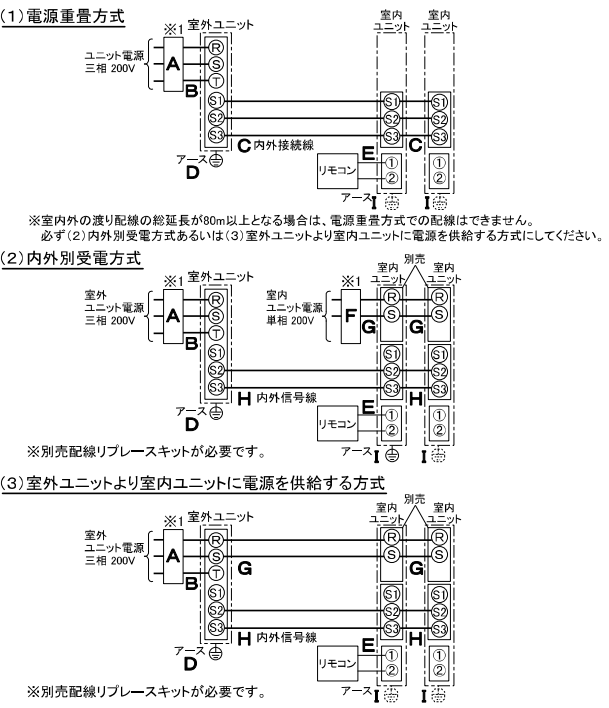 (1)電源重畳方式
※1
室外ユニット
室内
ユニット
室内
ユニット
ユニット電源
三相 200V
A
B
R
S
T
S1
S2
S3
S1
S2
S3
S1
S2
S3
C 内外接続線
C
アース
D
E
リモコン
①
②
①
②
アース I
I
※室内外の渡り配線の総延長が80m以上となる場合は、電源重畳方式での配線はできません。
必ず(2)内外別受電方式あるいは(3)室外ユニットより室内ユニットに電源を供給する方式にしてください。
(2)内外別受電方式
※1
室外ユニット
※1
室内
ユニット
別売
室内
ユニット
室外
ユニット電源
三相 200V
A
B
R
S
T
S1
S2
S3
室内
ユニット電源
単相 200V
F
G
R
S
G
R
S
S1
S2
S3
S1
S2
S3
H 内外信号線
H
アース
D
E
リモコン
①
②
①
②
アース I
I
※別売配線リプレースキットが必要です。
(3)室外ユニットより室内ユニットに電源を供給する方式
※1
室外ユニット
室内
ユニット
別売
室内
ユニット
室外
ユニット電源
三相 200V
A
B
R
S
T
S1
S2
S3
G
R
S
G
R
S
S1
S2
S3
S1
S2
S3
H 内外信号線
H
アース
D
E
リモコン
①
②
①
②
アース I
I
※別売配線リプレースキットが必要です。